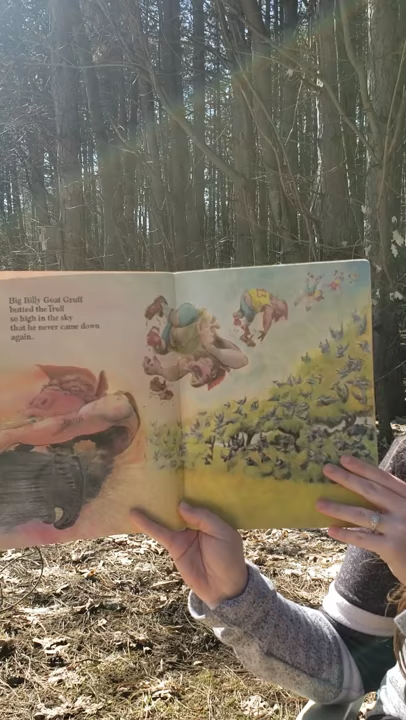 Big Billy Goat Gruff
butted the Troll
so high in the sky
that he never came down
again.